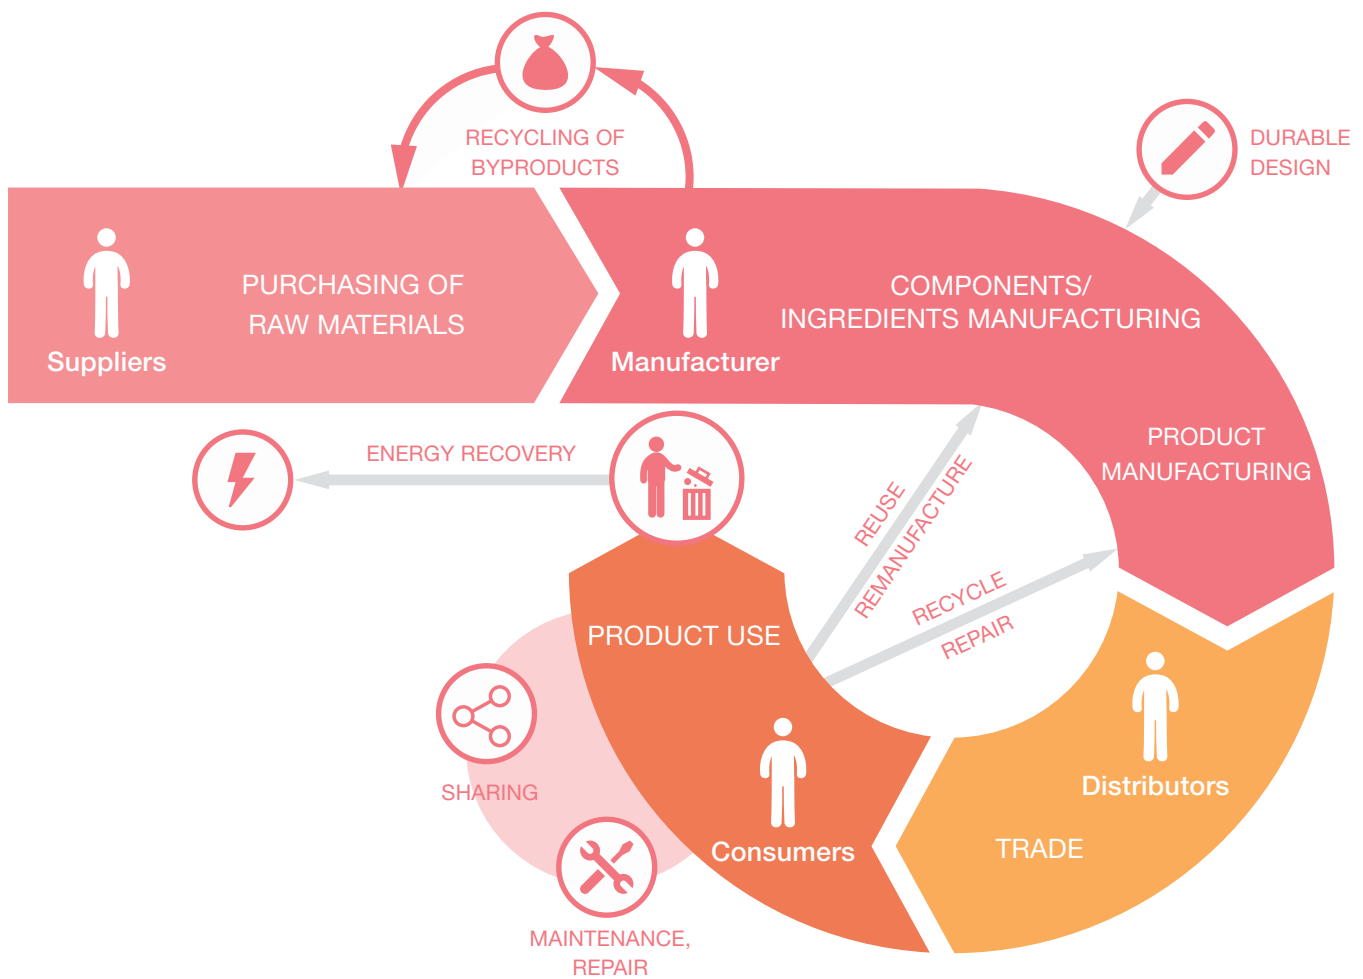 RECYCLING OF
BYPRODUCTS
DURABLE
DESIGN
Suppliers
PURCHASING OF
RAW MATERIALS
Manufacturer
COMPONENTS/
INGREDIENTS MANUFACTURING
PRODUCT
MANUFACTURING
ENERGY RECOVERY
REUSE
REMANUFACTURE
RECYCLE
REPAIR
PRODUCT USE
Distributors
TRADE
Consumers
SHARING
MAINTENANCE,
REPAIR